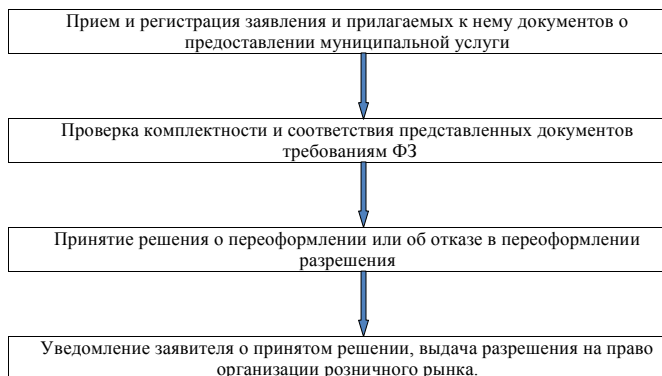 Прием и регистрация заявления и прилагаемых к нему документов о
предоставлении муниципальной услуги
Проверка комплектности и соответствия представленных документов
требованиям ФЗ
Принятие решения о переоформлении или об отказе в переоформлении
разрешения
Уведомление заявителя о принятом решении, выдача разрешения на право
организации розничного рынка.